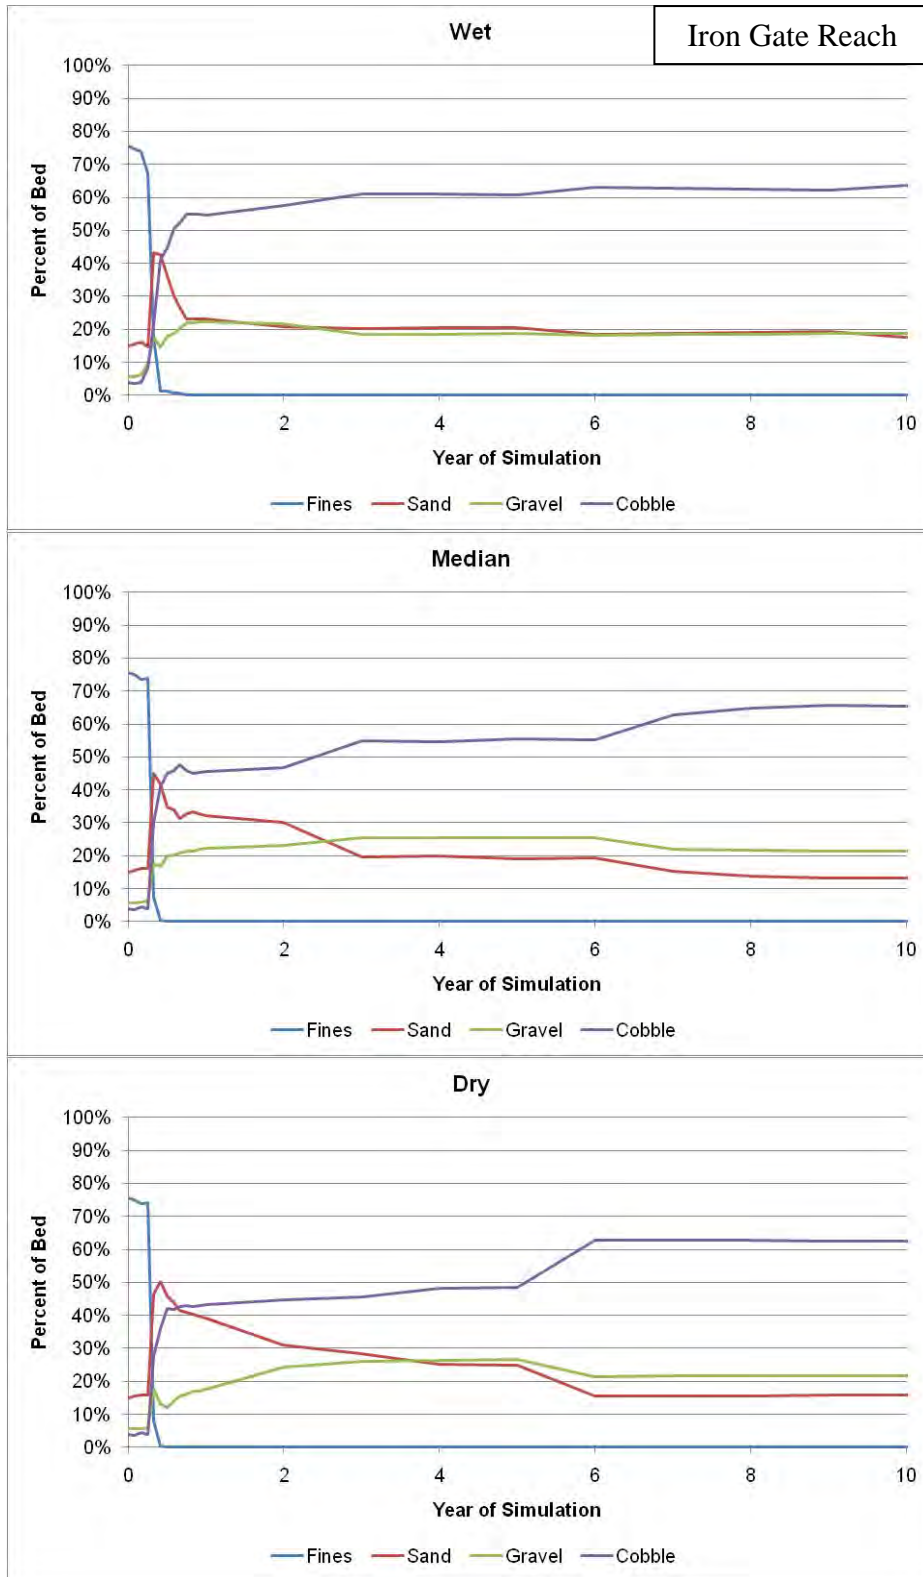 Wet
Iron Gate Reach
100%
90%
80%
70%
60%
50%
40%
30%
20%
10%
0%
Percent of Bed
0 2 4 6 8 10
Year of Simulation
Fines Sand Gravel Cobble
Median
100%
90%
80%
70%
60%
50%
40%
30%
20%
10%
0%
Percent of Bed
0 2 4 6 8 10
Year of Simulation
Fines Sand Gravel Cobble
Dry
100%
90%
80%
70%
60%
50%
40%
30%
20%
10%
0%
Percent of Bed
0 2 4 6 8 10
Year of Simulation
Fines Sand Gravel Cobble